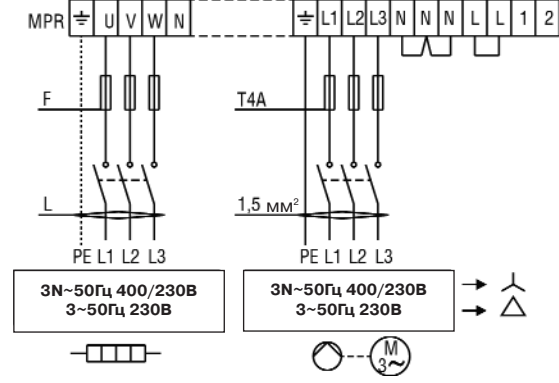 MPR ⏚ U V W N ⏚ L1 L2 L3 N N N L L 1 2
F T4A
L 1,5 мм²
PE L1 L2 L3 PE L1 L2 L3
3N~50Гц 400/230В
3~50Гц 230В
3N~50Гц 400/230В
3~50Гц 230В
M
3~